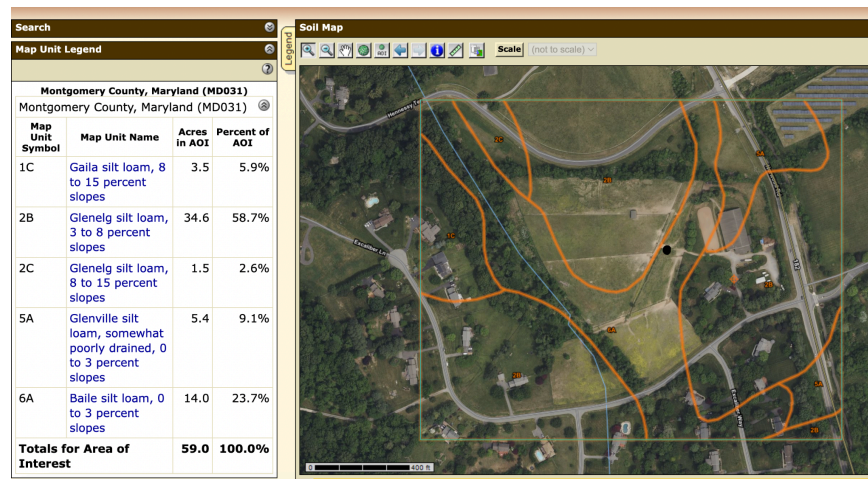 Search
Map Unit Legend
Montgomery County, Maryland (MD031)
Montgomery County, Maryland (MD031)
Map Unit Symbol
Map Unit Name
Acres in AOI
Percent of AOI
1C
Gaila silt loam, 8 to 15 percent slopes
3.5
5.9%
2B
Glenelg silt loam, 3 to 8 percent slopes
34.6
58.7%
2C
Glenelg silt loam, 8 to 15 percent slopes
1.5
2.6%
5A
Glenville silt loam, somewhat poorly drained, 0 to 3 percent slopes
5.4
9.1%
6A
Baile silt loam, 0 to 3 percent slopes
14.0
23.7%
Totals for Area of Interest
59.0
100.0%
Legend
Soil Map
AOI
Scale
(not to scale)
2C
2B
5A
1C
Excaliber Ln
6A
182
2B
2B
5A
2B
Excaliber Way
0
400 ft